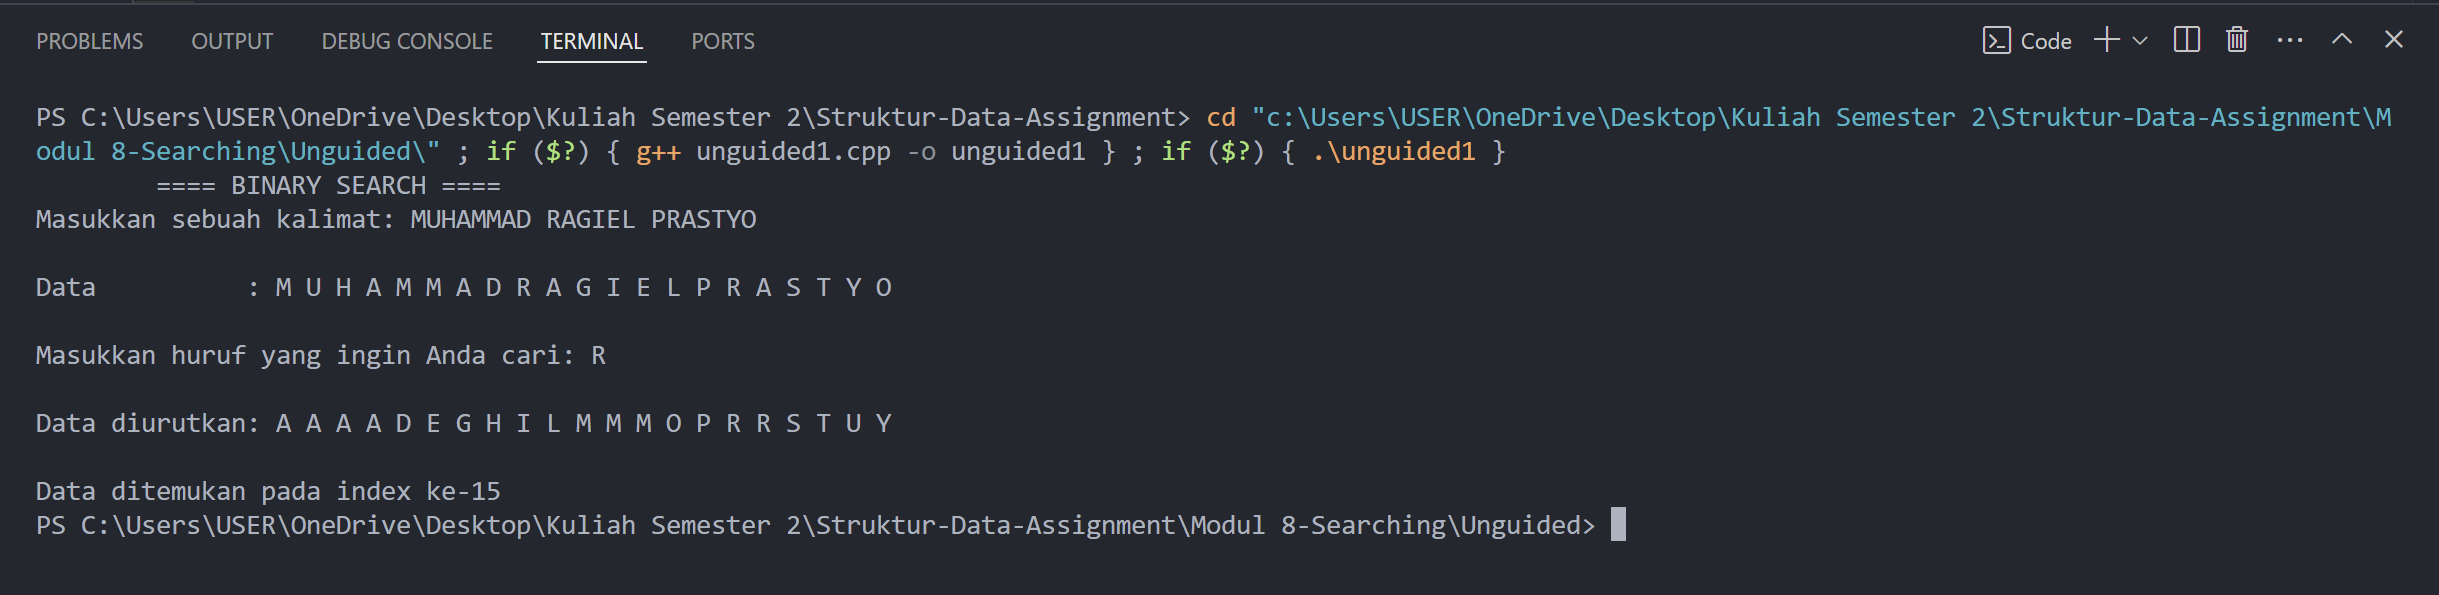 PROBLEMS OUTPUT DEBUG CONSOLE TERMINAL PORTS Code
PS C:\Users\USER\OneDrive\Desktop\Kuliah Semester 2\Struktur-Data-Assignment> cd "c:\Users\USER\OneDrive\Desktop\Kuliah Semester 2\Struktur-Data-Assignment\M
odul 8-Searching\Unguided\" ; if ($?) { g++ unguided1.cpp -o unguided1 } ; if ($?) { .\unguided1 }
==== BINARY SEARCH ====
Masukkan sebuah kalimat: MUHAMMAD RAGIEL PRASTYO
Data : M U H A M M A D R A G I E L P R A S T Y O
Masukkan huruf yang ingin Anda cari: R
Data diurutkan: A A A A D E G H I L M M M O P R R S T U Y
Data ditemukan pada index ke-15
PS C:\Users\USER\OneDrive\Desktop\Kuliah Semester 2\Struktur-Data-Assignment\Modul 8-Searching\Unguided>